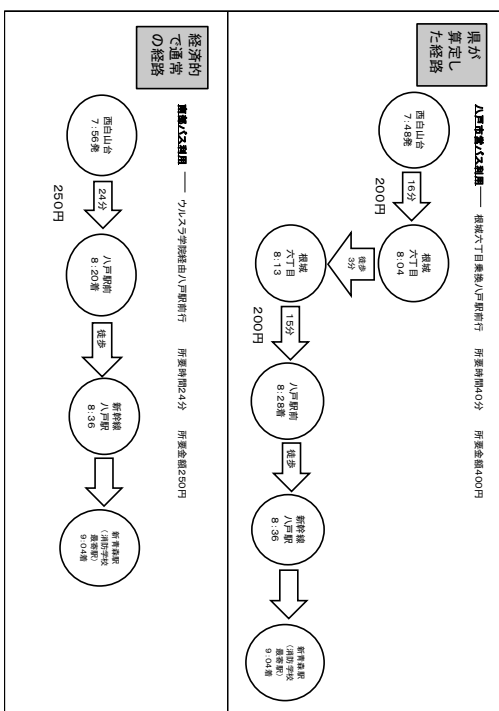 県が
算定し
た経路
八戸市営バス利用 ―― 根城六丁目乗換八戸駅前行 所要時間40分 所要金額400円
西白山台
7:48発
16分
200円
根城
六丁目
8:04
徒歩
3分
根城
六丁目
8:13
15分
200円
八戸駅前
8:28着
徒歩
新幹線
八戸駅
8:36
新青森駅
(消防学校
最寄駅)
9:04着
経済的
で通常
の経路
南部バス利用 ―― ウルスラ学院経由八戸駅前行 所要時間24分 所要金額250円
西白山台
7:56発
24分
250円
八戸駅前
8:20着
徒歩
新幹線
八戸駅
8:36
新青森駅
(消防学校
最寄駅)
9:04着